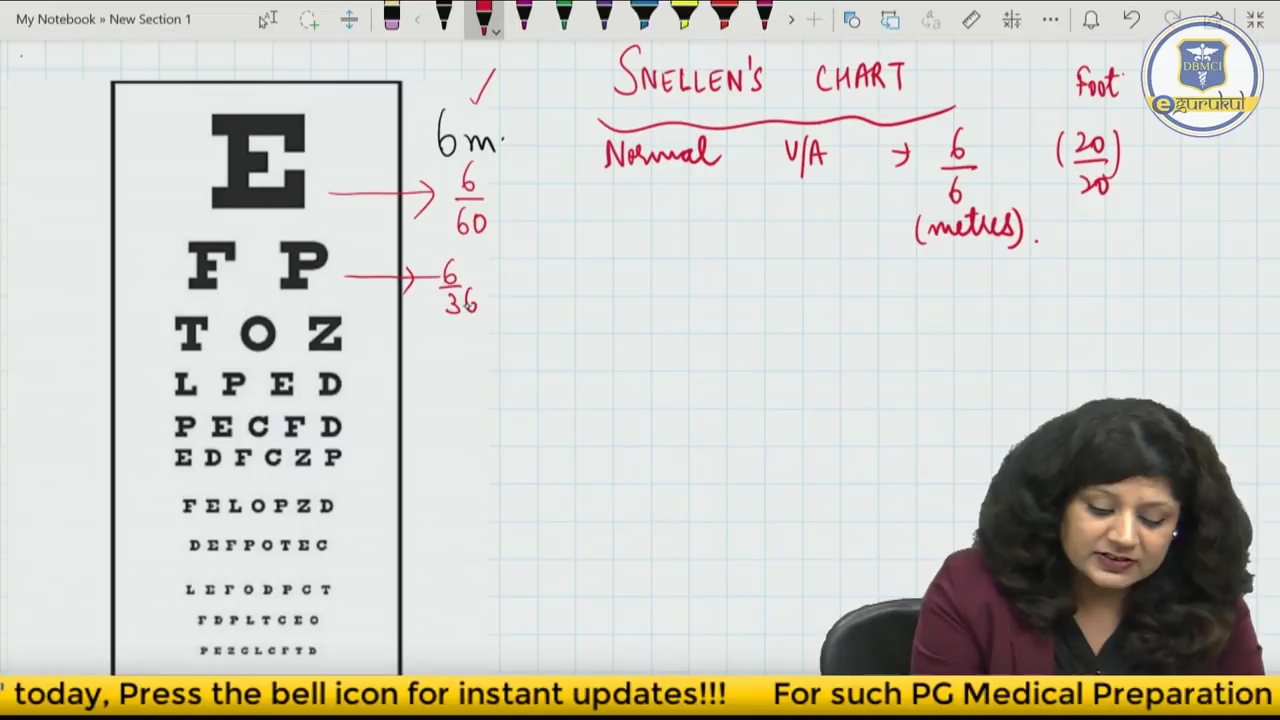 My Notebook » New Section 1
SNELLEN'S CHART
Foot
DBMCI
eGurukul
Normal V/A → 6/6 (20/20)
(metres).
6m.
6/60
6/36
E
F P
T O Z
L P E D
P E C F D
E D F C Z P
F E L O P Z D
D E F P O T E C
L E F O D P C T
F D P L T C E O
P E Z O L C F T D
today, Press the bell icon for instant updates!!! For such PG Medical Preparation